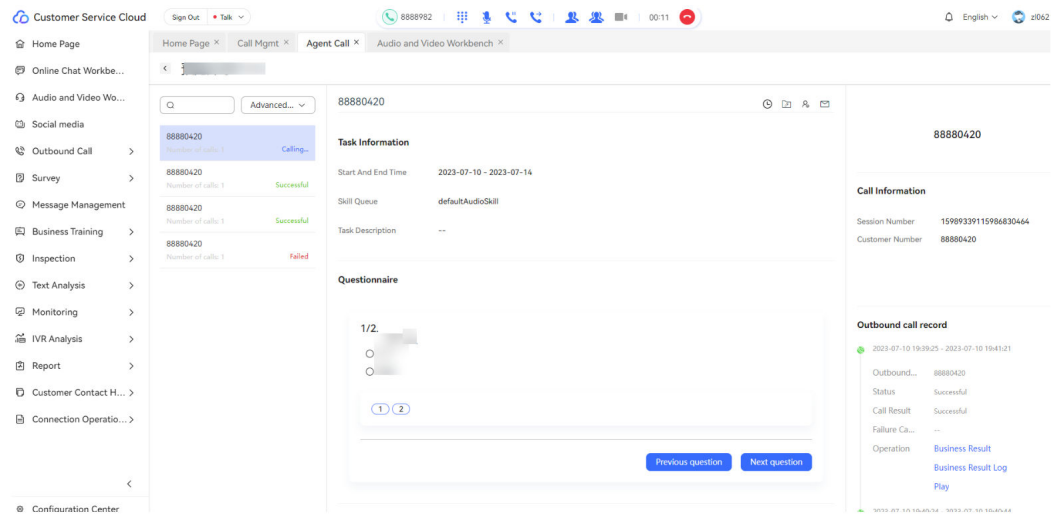 Customer Service Cloud
Sign Out • Talk
8888982
00:11
English
zl062
Home Page
Online Chat Workbe...
Audio and Video Wo...
Social media
Outbound Call
Survey
Message Management
Business Training
Inspection
Text Analysis
Monitoring
IVR Analysis
Report
Customer Contact H...
Connection Operatio...
Configuration Center
Home Page × Call Mgmt × Agent Call × Audio and Video Workbench ×
Advanced...
88880420
Number of calls: 1 Calling...
88880420
Number of calls: 1 Successful
88880420
Number of calls: 1 Successful
88880420
Number of calls: 1 Failed
88880420
Task Information
Start And End Time 2023-07-10 - 2023-07-14
Skill Queue defaultAudioSkill
Task Description --
Questionnaire
1/2.
1 2
Previous question Next question
88880420
Call Information
Session Number 15989339115986830464
Customer Number 88880420
Outbound call record
2023-07-10 19:39:25 - 2023-07-10 19:41:21
Outbound... 88880420
Status Successful
Call Result Successful
Failure Ca... --
Operation Business Result
Business Result Log
Play